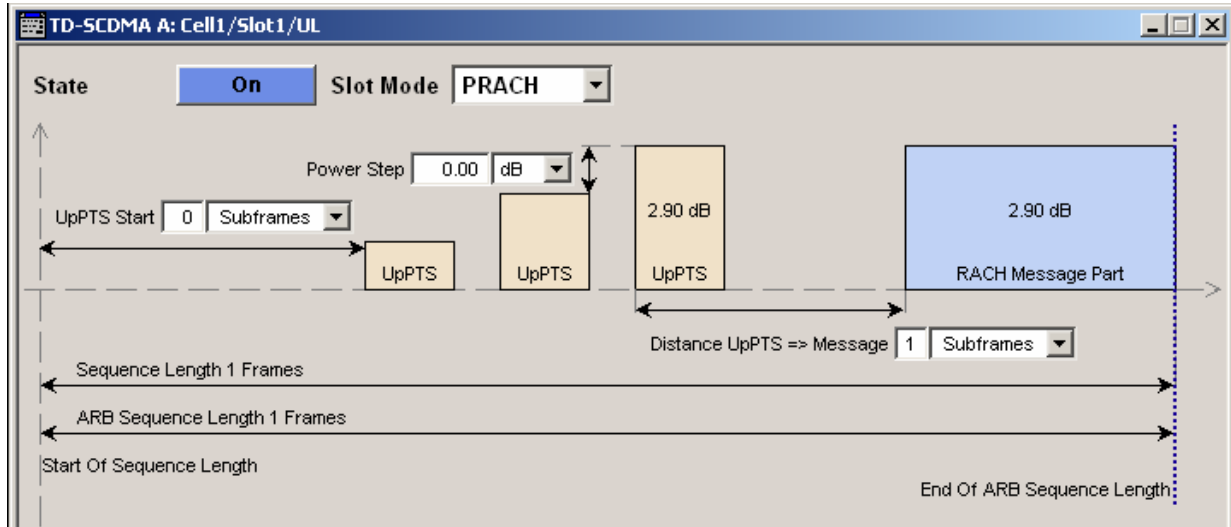 TD-SCDMA A: Cell1/Slot1/UL
State On Slot Mode PRACH
Power Step 0.00 dB
UpPTS Start 0 Subframes
2.90 dB 2.90 dB
UpPTS UpPTS UpPTS RACH Message Part
Distance UpPTS => Message 1 Subframes
Sequence Length 1 Frames
ARB Sequence Length 1 Frames
Start Of Sequence Length
End Of ARB Sequence Length